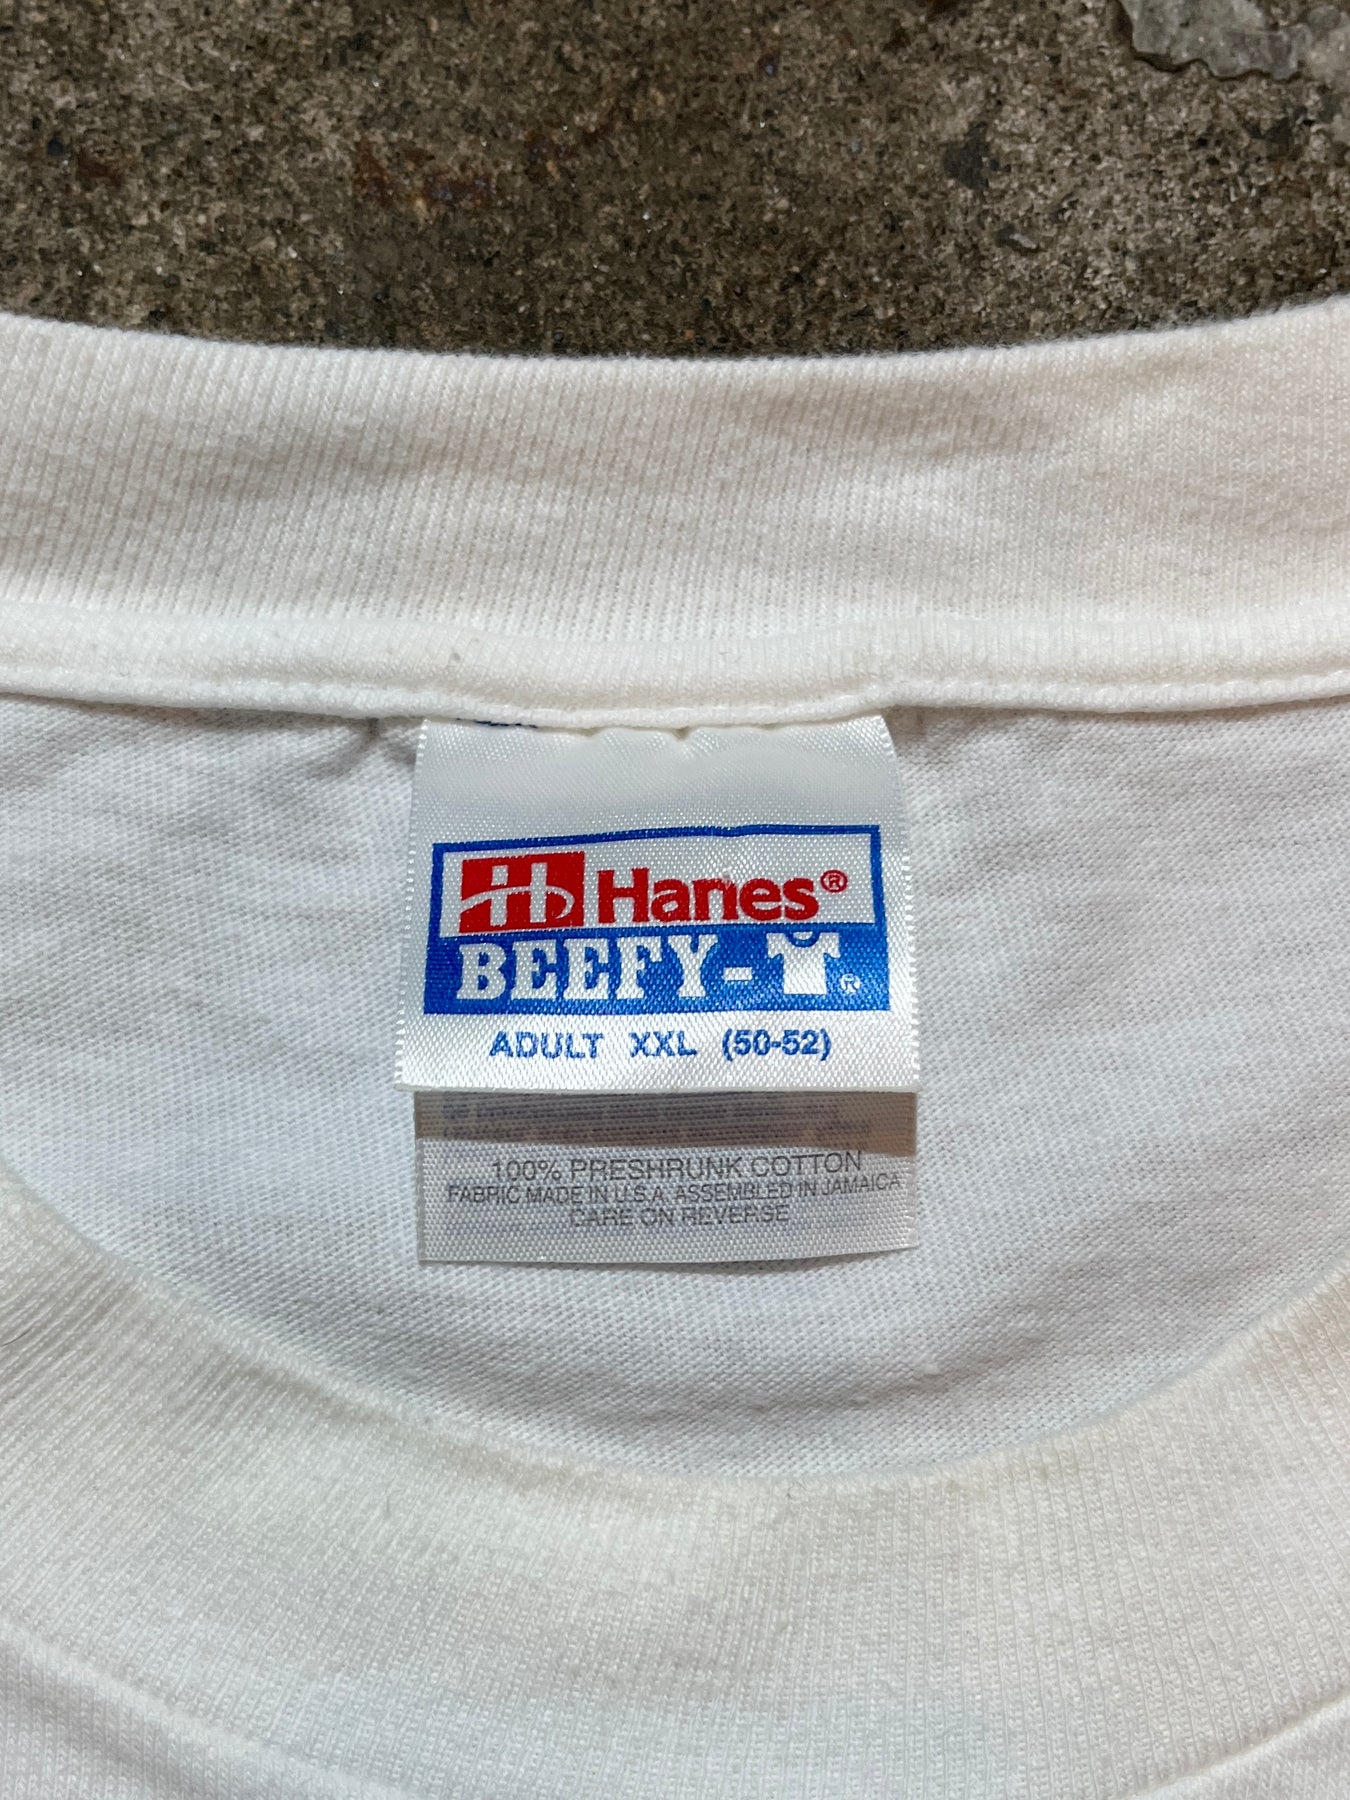 Hanes®
BEEFY-T®
ADULT XXL (50-52)
100% PRESHRUNK COTTON
FABRIC MADE IN U.S.A. ASSEMBLED IN JAMAICA
CARE ON REVERSE